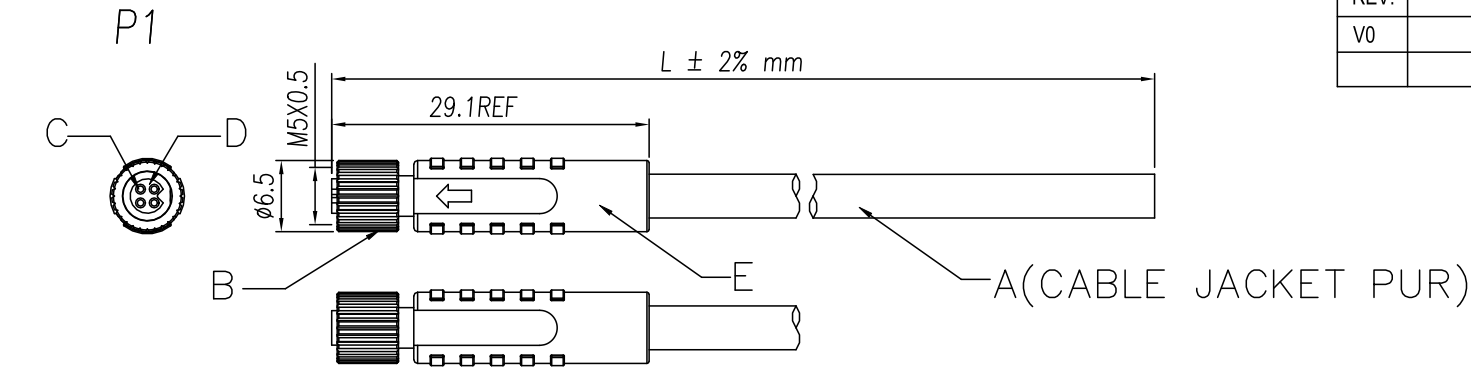 REV.
P1
V0
L ± 2% mm
M5X0.5
29.1REF
C
D
ø6.5
B
E
A(CABLE JACKET PUR)